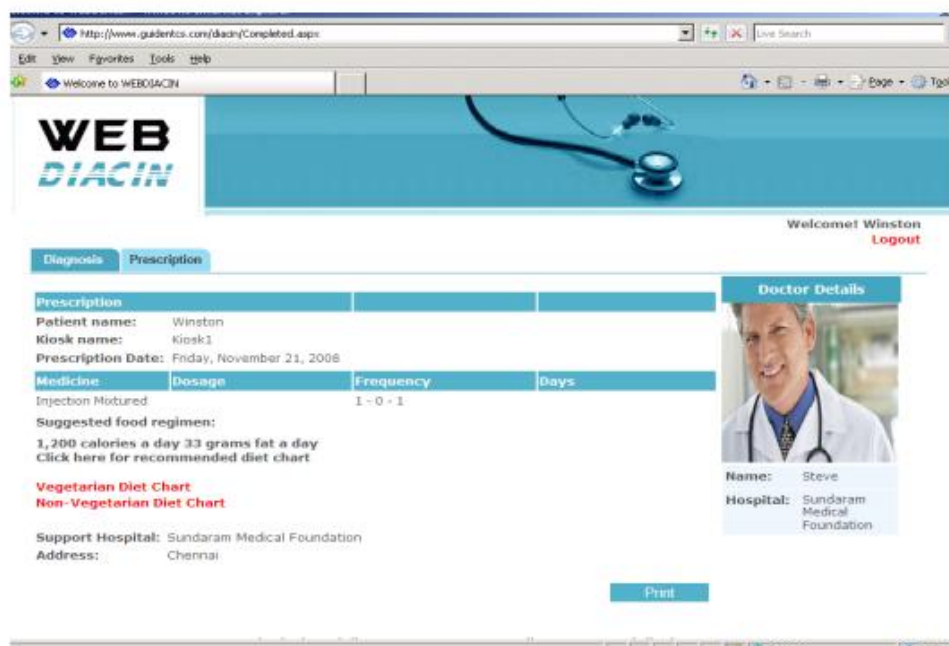 http://www.guidentcs.com/diacin/Completed.aspx
Live Search
Edit View Favorites Tools Help
Welcome to WEBDIACIN
Page
WEB
DIACIN
Welcome! Winston
Logout
Diagnosis Prescription
Doctor Details
Prescription
Patient name: Winston
Kiosk name: Kiosk1
Prescription Date: Friday, November 21, 2008
Medicine Dosage Frequency Days
Injection Mixtured 1 - 0 - 1
Suggested food regimen:
1,200 calories a day 33 grams fat a day
Click here for recommended diet chart
Vegetarian Diet Chart
Non-Vegetarian Diet Chart
Name: Steve
Hospital: Sundaram
Medical
Foundation
Support Hospital: Sundaram Medical Foundation
Address: Chennai
Print